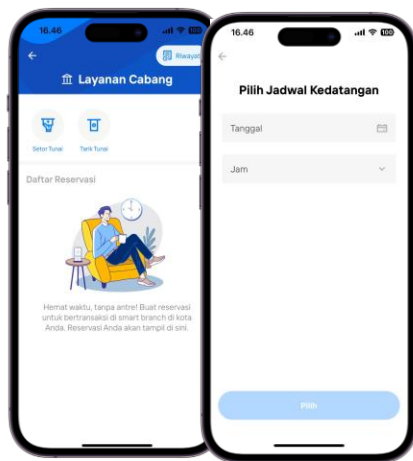 16.46
Riwayat
Layanan Cabang
Setor Tunai
Tarik Tunai
Daftar Reservasi
Hemat waktu, tanpa antre! Buat reservasi
untuk bertransaksi di smart branch di kota
Anda. Reservasi Anda akan tampil di sini.
16.46
Pilih Jadwal Kedatangan
Tanggal
Jam
Pilih